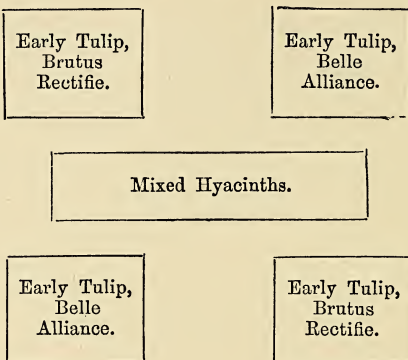 Early Tulip,
Brutus
Rectifie.
Early Tulip,
Belle
Alliance.
Mixed Hyacinths.
Early Tulip,
Belle
Alliance.
Early Tulip,
Brutus
Rectifie.